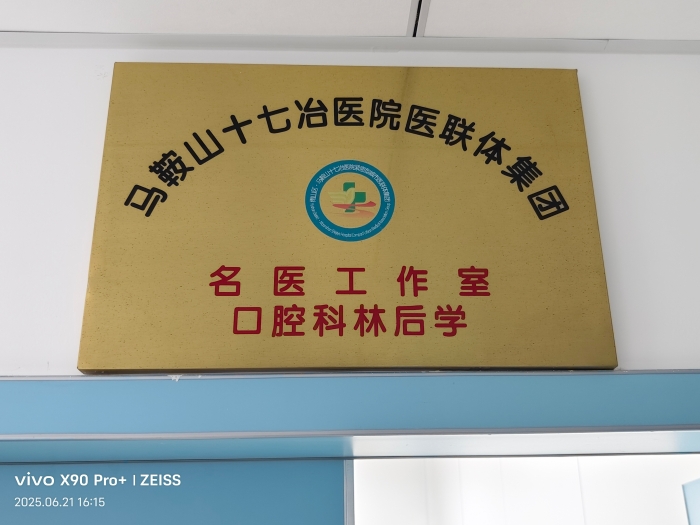 马鞍山十七冶医院医联体集团
名医工作室
口腔科林后学
vivo X90 Pro+ | ZEISS
2025.06.21 16:15